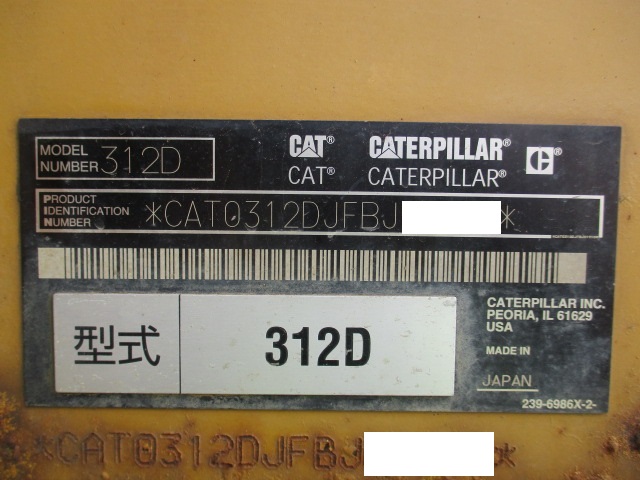 MODEL NUMBER 312D
CAT® CATERPILLAR® C
CAT® CATERPILLAR®
PRODUCT
IDENTIFICATION
NUMBER
*CAT0312DJFBJ *
型式 312D
CATERPILLAR INC.
PEORIA, IL 61629
USA
MADE IN
JAPAN
239-6986X-2-
*CAT0312DJFBJ *